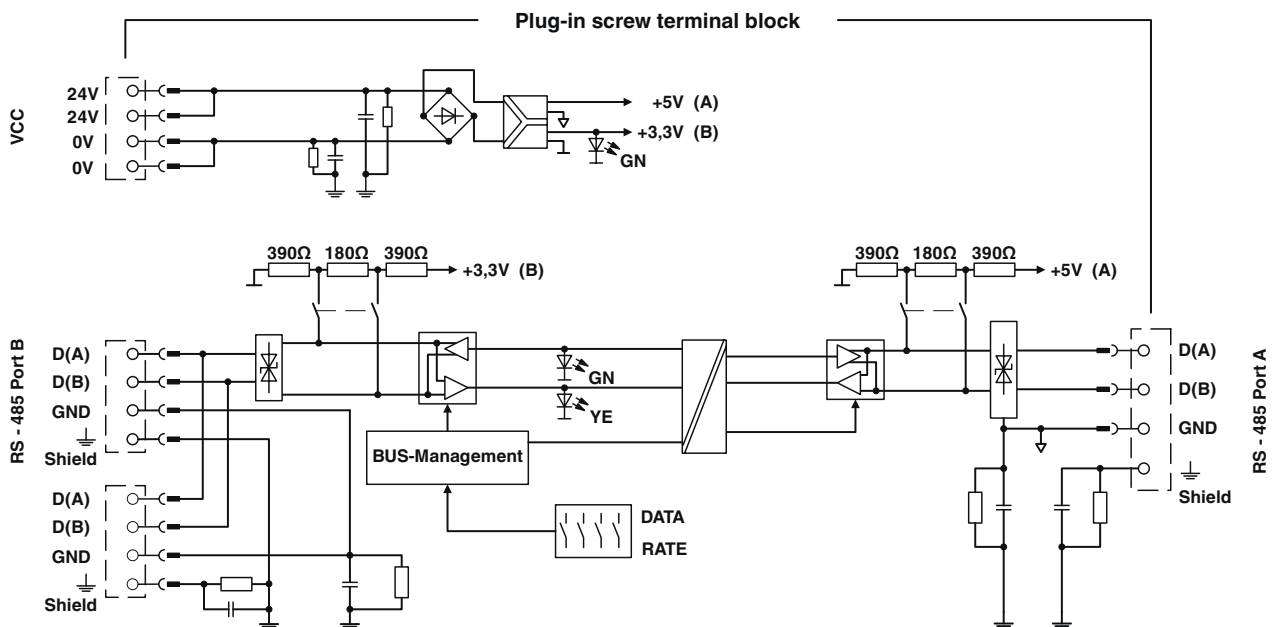 Plug-in screw terminal block
VCC
24V
24V
0V
0V
+5V (A)
+3,3V (B)
GN
390Ω 180Ω 390Ω
+3,3V (B)
390Ω 180Ω 390Ω
+5V (A)
RS - 485 Port B
D(A)
D(B)
GND
Shield
D(A)
D(B)
GND
Shield
GN
YE
BUS-Management
DATA
RATE
D(A)
D(B)
GND
Shield
RS - 485 Port A